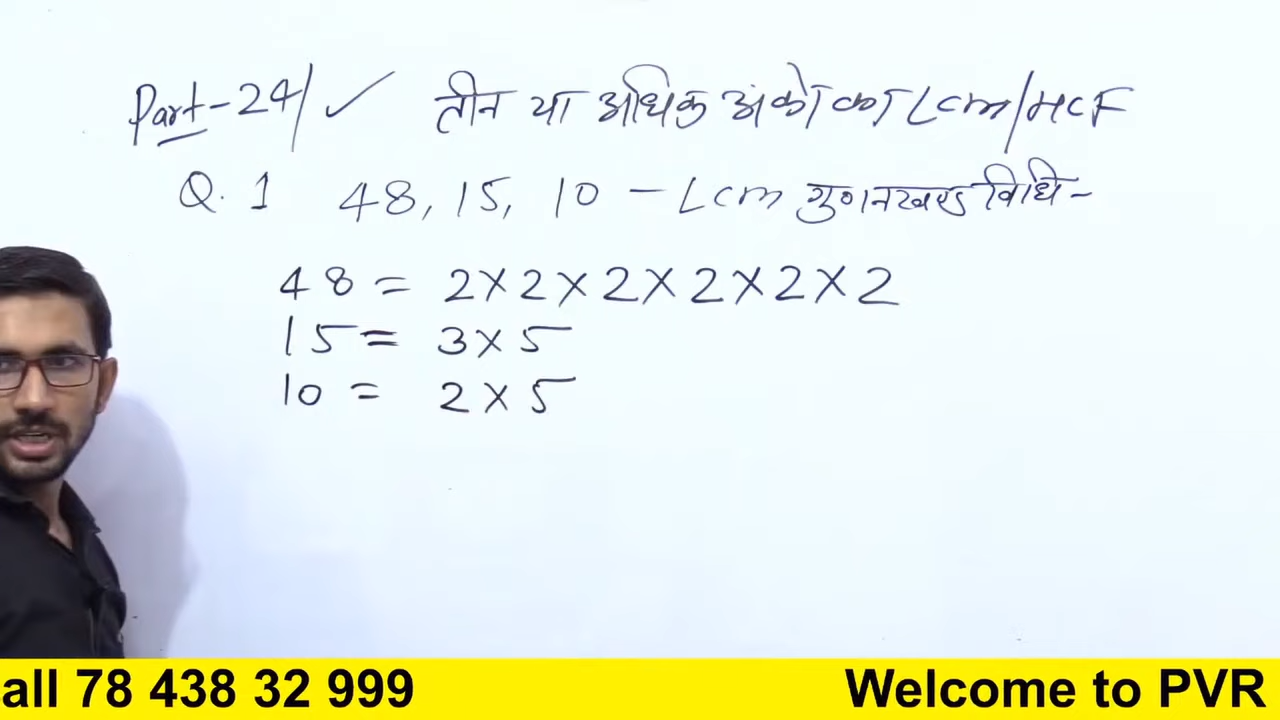 Part-24/ ✓ तीन या अधिक अंको का LCM/HCF
Q. 1 48, 15, 10 - LCM गुणनखण्ड विधि -
48 = 2×2×2×2×2×2
15 = 3×5
10 = 2×5
all 78 438 32 999 Welcome to PVR